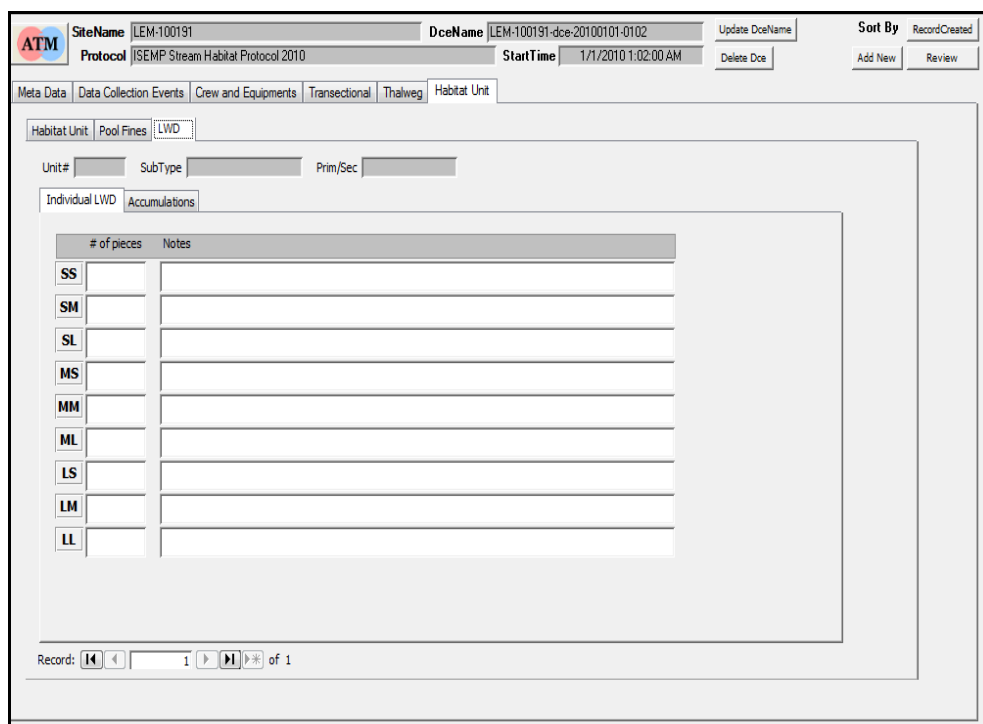 ATM SiteName LEM-100191 DceName LEM-100191-dce-20100101-0102 Update DceName Sort By RecordCreated
Protocol ISEMP Stream Habitat Protocol 2010 StartTime 1/1/2010 1:02:00 AM Delete Dce Add New Review
Meta Data Data Collection Events Crew and Equipments Transectional Thalweg Habitat Unit
Habitat Unit Pool Fines LWD
Unit# SubType Prim/Sec
Individual LWD Accumulations
# of pieces Notes
SS
SM
SL
MS
MM
ML
LS
LM
LL
Record: 1 of 1